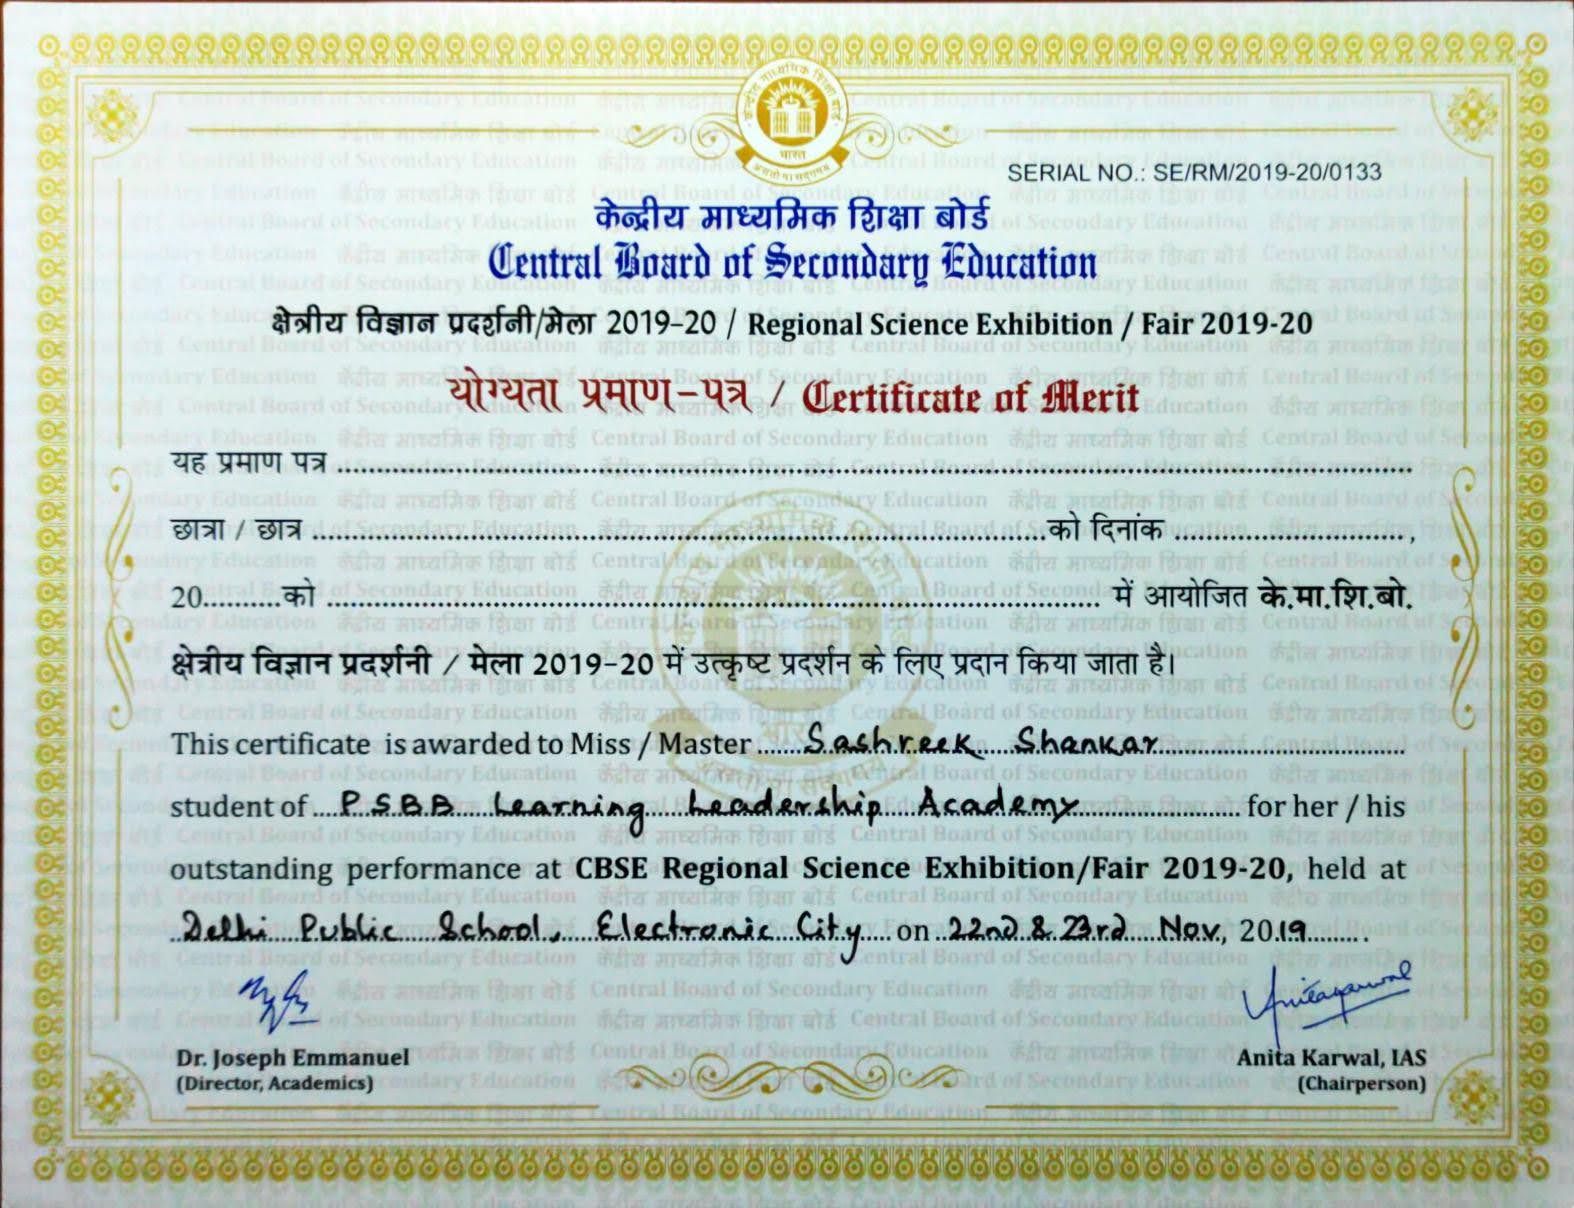 केन्द्रीय माध्यमिक शिक्षा बोर्ड
भारत
असतो मा सद्गमय
SERIAL NO.: SE/RM/2019-20/0133
केन्द्रीय माध्यमिक शिक्षा बोर्ड
Central Board of Secondary Education
क्षेत्रीय विज्ञान प्रदर्शनी/मेला 2019-20 / Regional Science Exhibition / Fair 2019-20
योग्यता प्रमाण-पत्र / Certificate of Merit
यह प्रमाण पत्र
छात्रा / छात्र को दिनांक ,
20..........को में आयोजित के.मा.शि.बो.
क्षेत्रीय विज्ञान प्रदर्शनी / मेला 2019-20 में उत्कृष्ट प्रदर्शन के लिए प्रदान किया जाता है।
This certificate is awarded to Miss / Master Sashreek Shankar
student of P.S.B.B. Learning Leadership Academy for her / his
outstanding performance at CBSE Regional Science Exhibition/Fair 2019-20, held at
Delhi Public School, Electronic City on 22nd & 23rd Nov, 2019
Dr. Joseph Emmanuel
(Director, Academics)
Anita Karwal, IAS
(Chairperson)